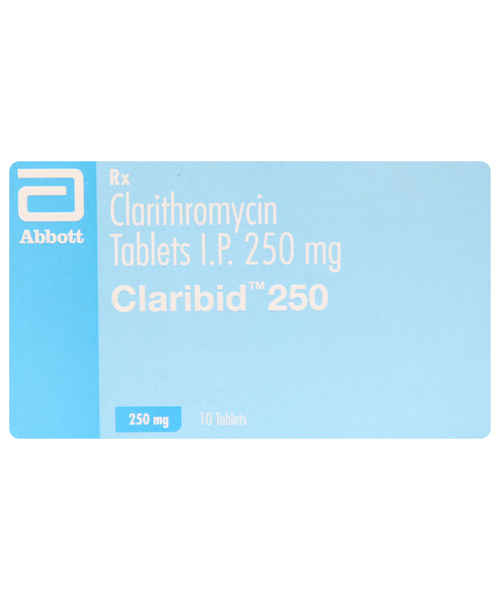 Abbott
Rx
Clarithromycin
Tablets I.P. 250 mg
Claribid™ 250
250 mg
10 Tablets